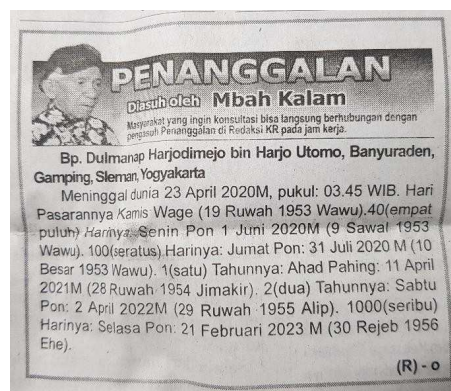 PENANGGALAN
Diasuh oleh Mbah Kalam
Masyarakat yang ingin konsultasi bisa langsung berhubungan dengan
pengasuh Penanggalan di Redaksi KR pada jam kerja.
Bp. Dulmanap Harjodimejo bin Harjo Utomo, Banyuraden,
Gamping, Sleman, Yogyakarta
Meninggal dunia 23 April 2020M, pukul: 03.45 WIB. Hari
Pasarannya Kamis Wage (19 Ruwah 1953 Wawu).40(empat
puluh) Harinya: Senin Pon 1 Juni 2020M (9 Sawal 1953
Wawu). 100(seratus) Harinya: Jumat Pon: 31 Julo 2020 M (10
Besar 1953 Wawu). 1(satu) Tahunnya: Ahad Pahing: 11 April
2021M (28 Ruwah 1954 Jimakir). 2(dua) Tahunnya: Sabtu
Pon: 2 April 2022M (29 Ruwah 1955 Alip). 1000(seribu)
Harinya: Selasa Pon: 21 Februari 2023 M (30 Rejeb 1956
Ehe).
(R) - o